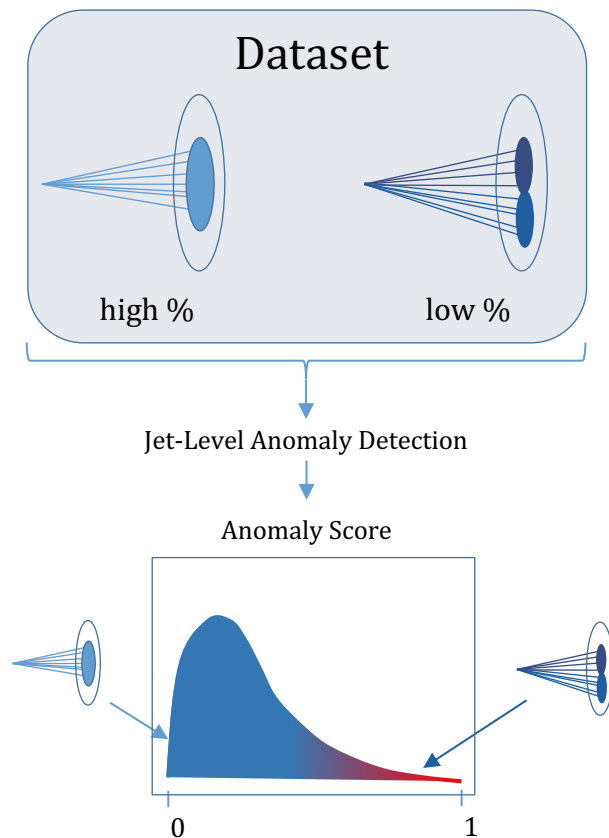 Dataset
high %
low %
Jet-Level Anomaly Detection
Anomaly Score
0
1